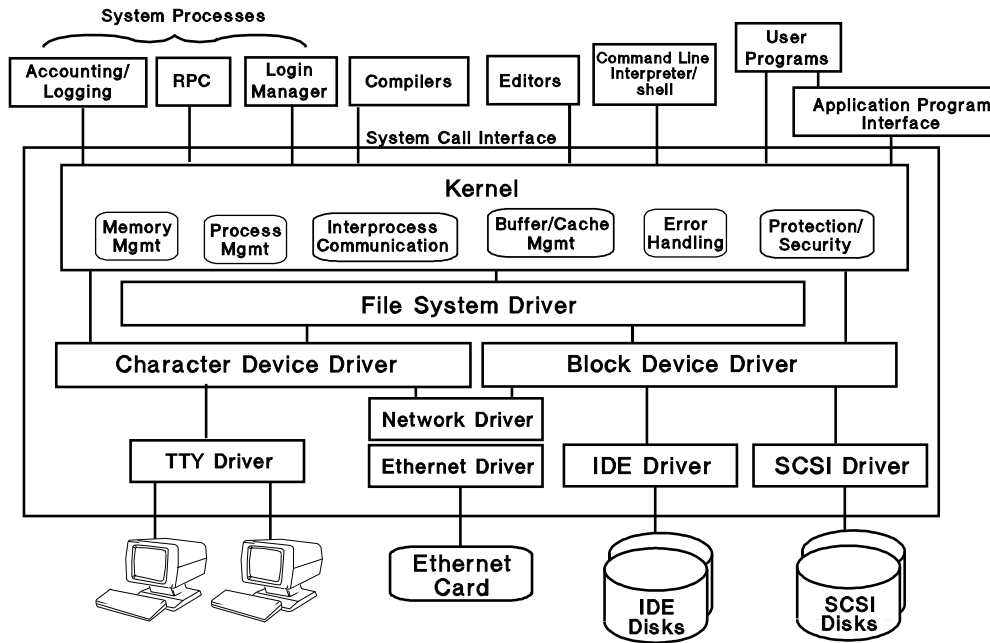 System Processes
Accounting/
Logging
RPC
Login
Manager
Compilers
Editors
Command Line
Interpreter/
shell
User
Programs
Application Program
Interface
System Call Interface
Kernel
Memory
Mgmt
Process
Mgmt
Interprocess
Communication
Buffer/Cache
Mgmt
Error
Handling
Protection/
Security
File System Driver
Character Device Driver
Block Device Driver
Network Driver
TTY Driver
Ethernet Driver
IDE Driver
SCSI Driver
Ethernet
Card
IDE
Disks
SCSI
Disks